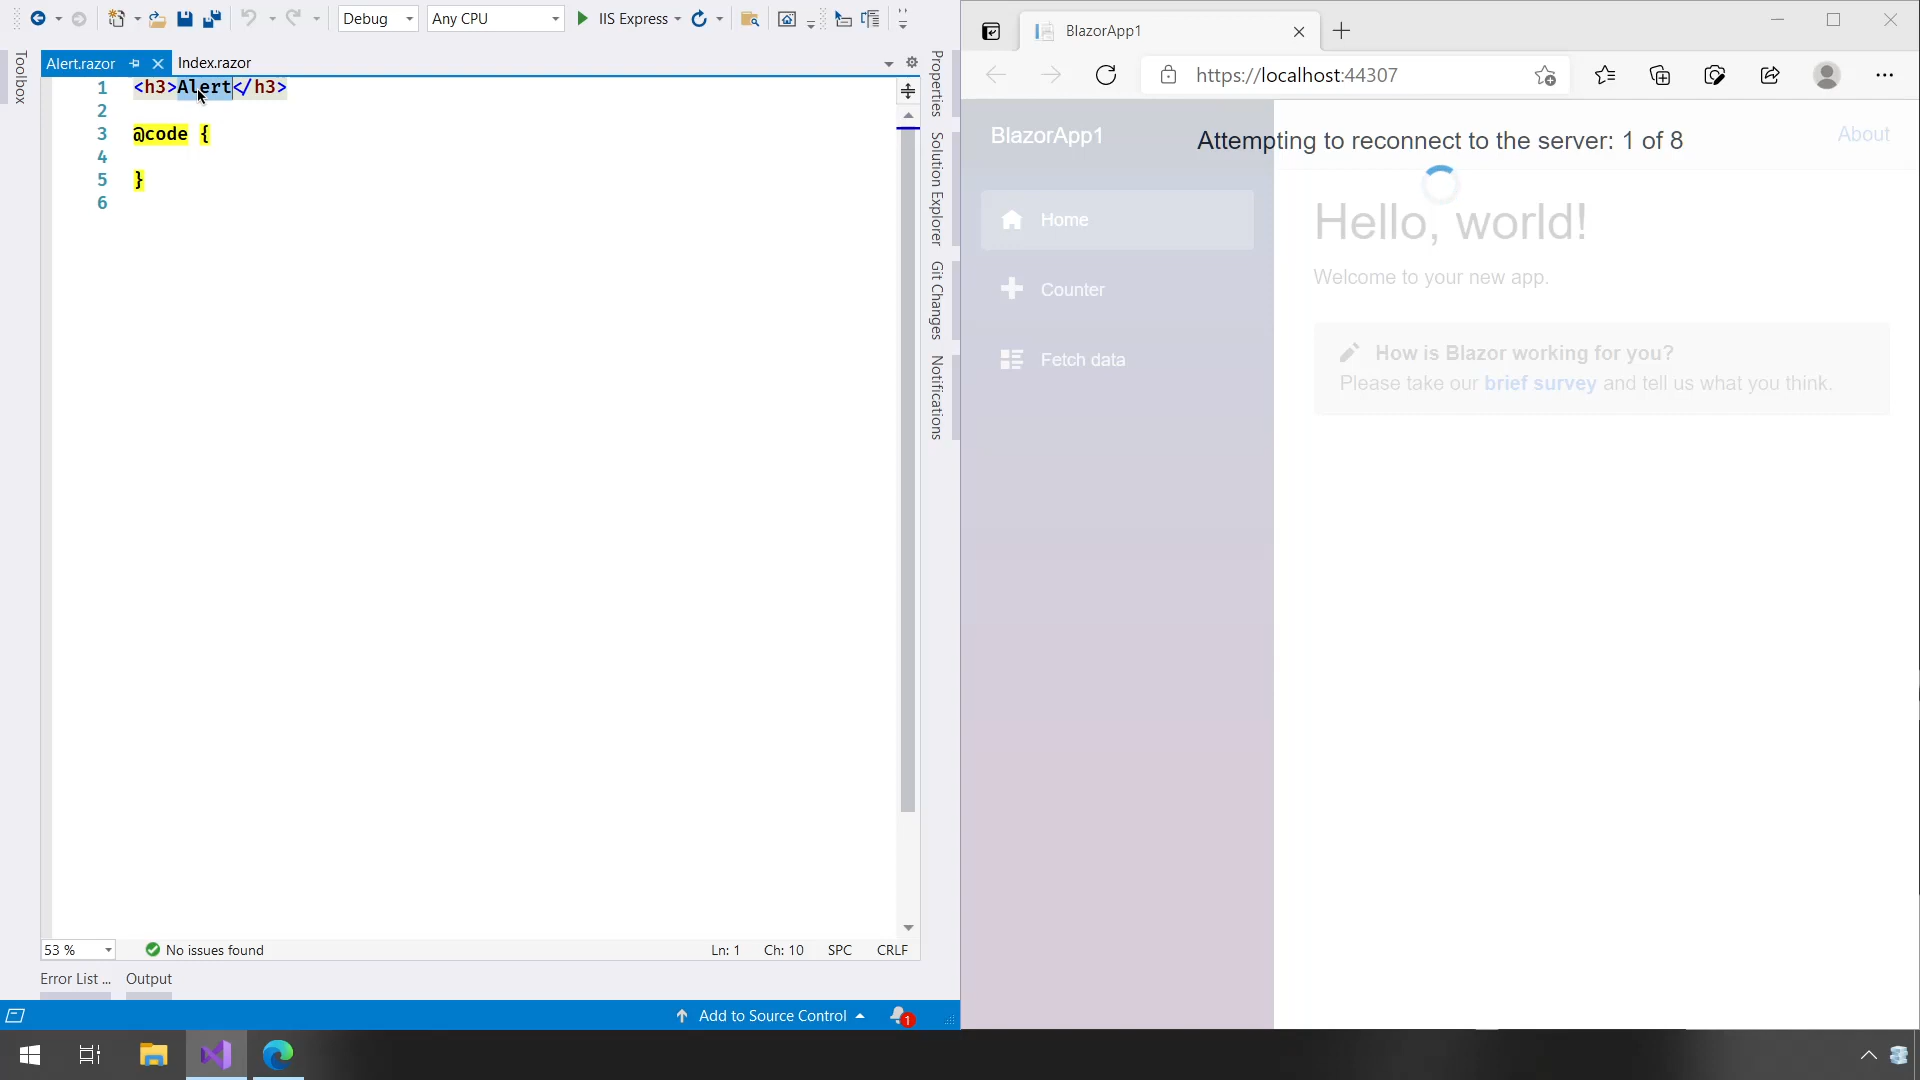 Debug
Any CPU
IIS Express
Toolbox
Alert.razor
Index.razor
1 <h3>Alert</h3>
2
3 @code {
4
5 }
6
53 %
No issues found
Ln: 1
Ch: 10
SPC
CRLF
Error List ...
Output
Add to Source Control
1
Properties
Solution Explorer
Git Changes
Notifications
BlazorApp1
https://localhost:44307
BlazorApp1
Attempting to reconnect to the server: 1 of 8
About
Home
Counter
Fetch data
Hello, world!
Welcome to your new app.
How is Blazor working for you?
Please take our brief survey and tell us what you think.